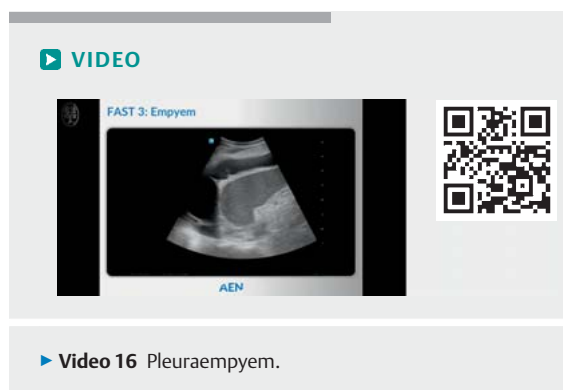 VIDEO
FAST 3: Empyem
AEN
▶ Video 16 Pleuraempyem.